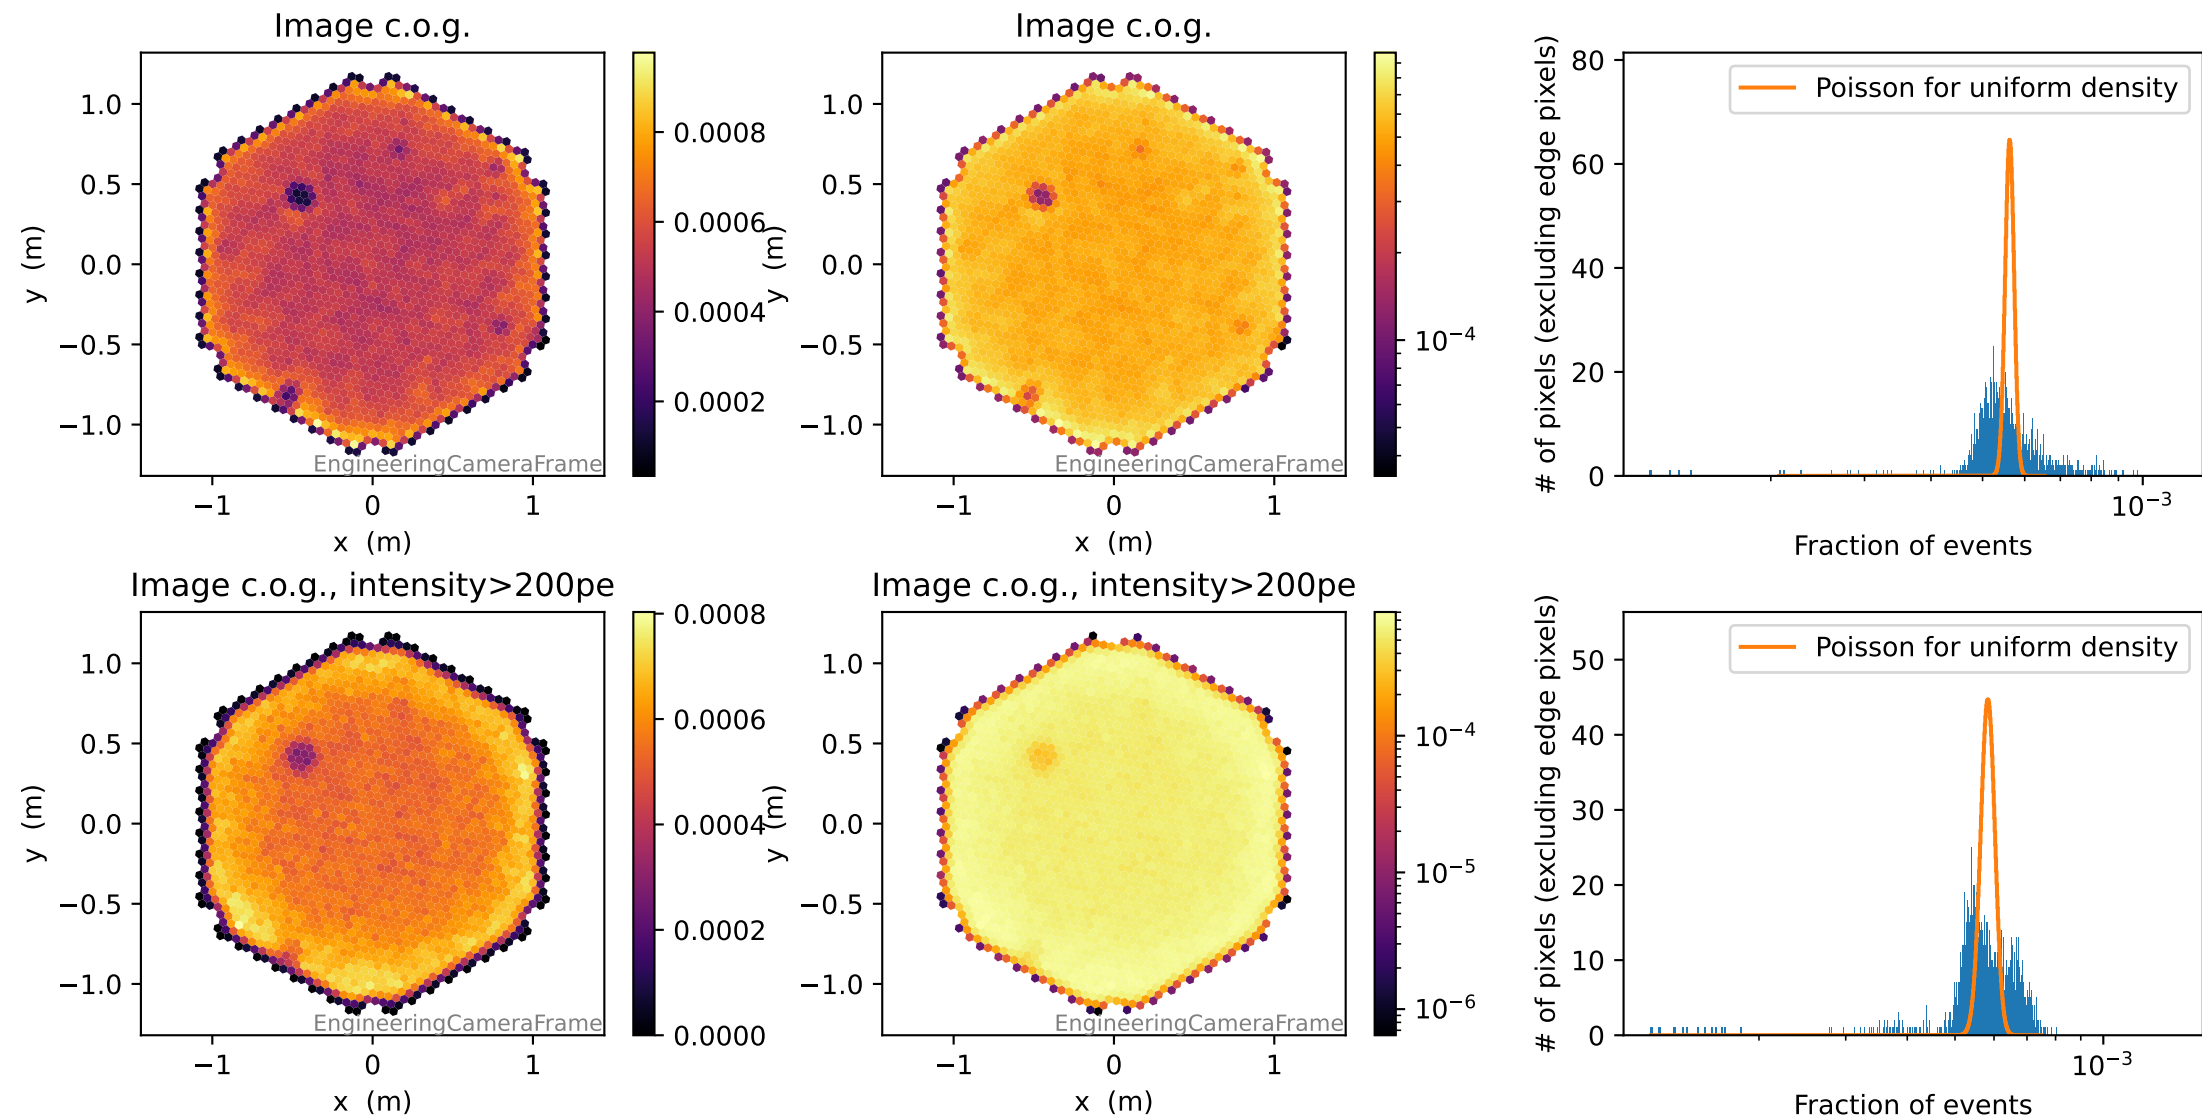 Image c.o.g.
1.0
0.5
0.0
−0.5
−1.0
y (m)
−1
0
1
x (m)
EngineeringCameraFrame
0.0008
0.0006
0.0004
0.0002
Image c.o.g.
1.0
0.5
0.0
−0.5
−1.0
y (m)
−1
0
1
x (m)
EngineeringCameraFrame
10−4
80
60
40
20
0
# of pixels (excluding edge pixels)
Poisson for uniform density
10−3
Fraction of events
Image c.o.g., intensity>200pe
1.0
0.5
0.0
−0.5
−1.0
y (m)
−1
0
1
x (m)
EngineeringCameraFrame
0.0008
0.0006
0.0004
0.0002
0.0000
Image c.o.g., intensity>200pe
1.0
0.5
0.0
−0.5
−1.0
y (m)
−1
0
1
x (m)
EngineeringCameraFrame
10−4
10−5
10−6
50
40
30
20
10
0
# of pixels (excluding edge pixels)
Poisson for uniform density
10−3
Fraction of events